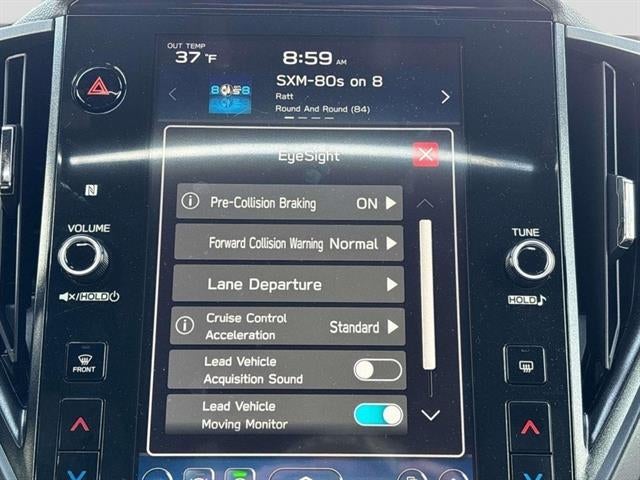 OUT TEMP
37°F
8:59 AM
SXM-80s on 8
Ratt
Round And Round (84)
EyeSight
Pre-Collision Braking ON
Forward Collision Warning Normal
Lane Departure
Cruise Control
Acceleration Standard
Lead Vehicle
Acquisition Sound
Lead Vehicle
Moving Monitor
VOLUME
HOLD
FRONT
TUNE
HOLD